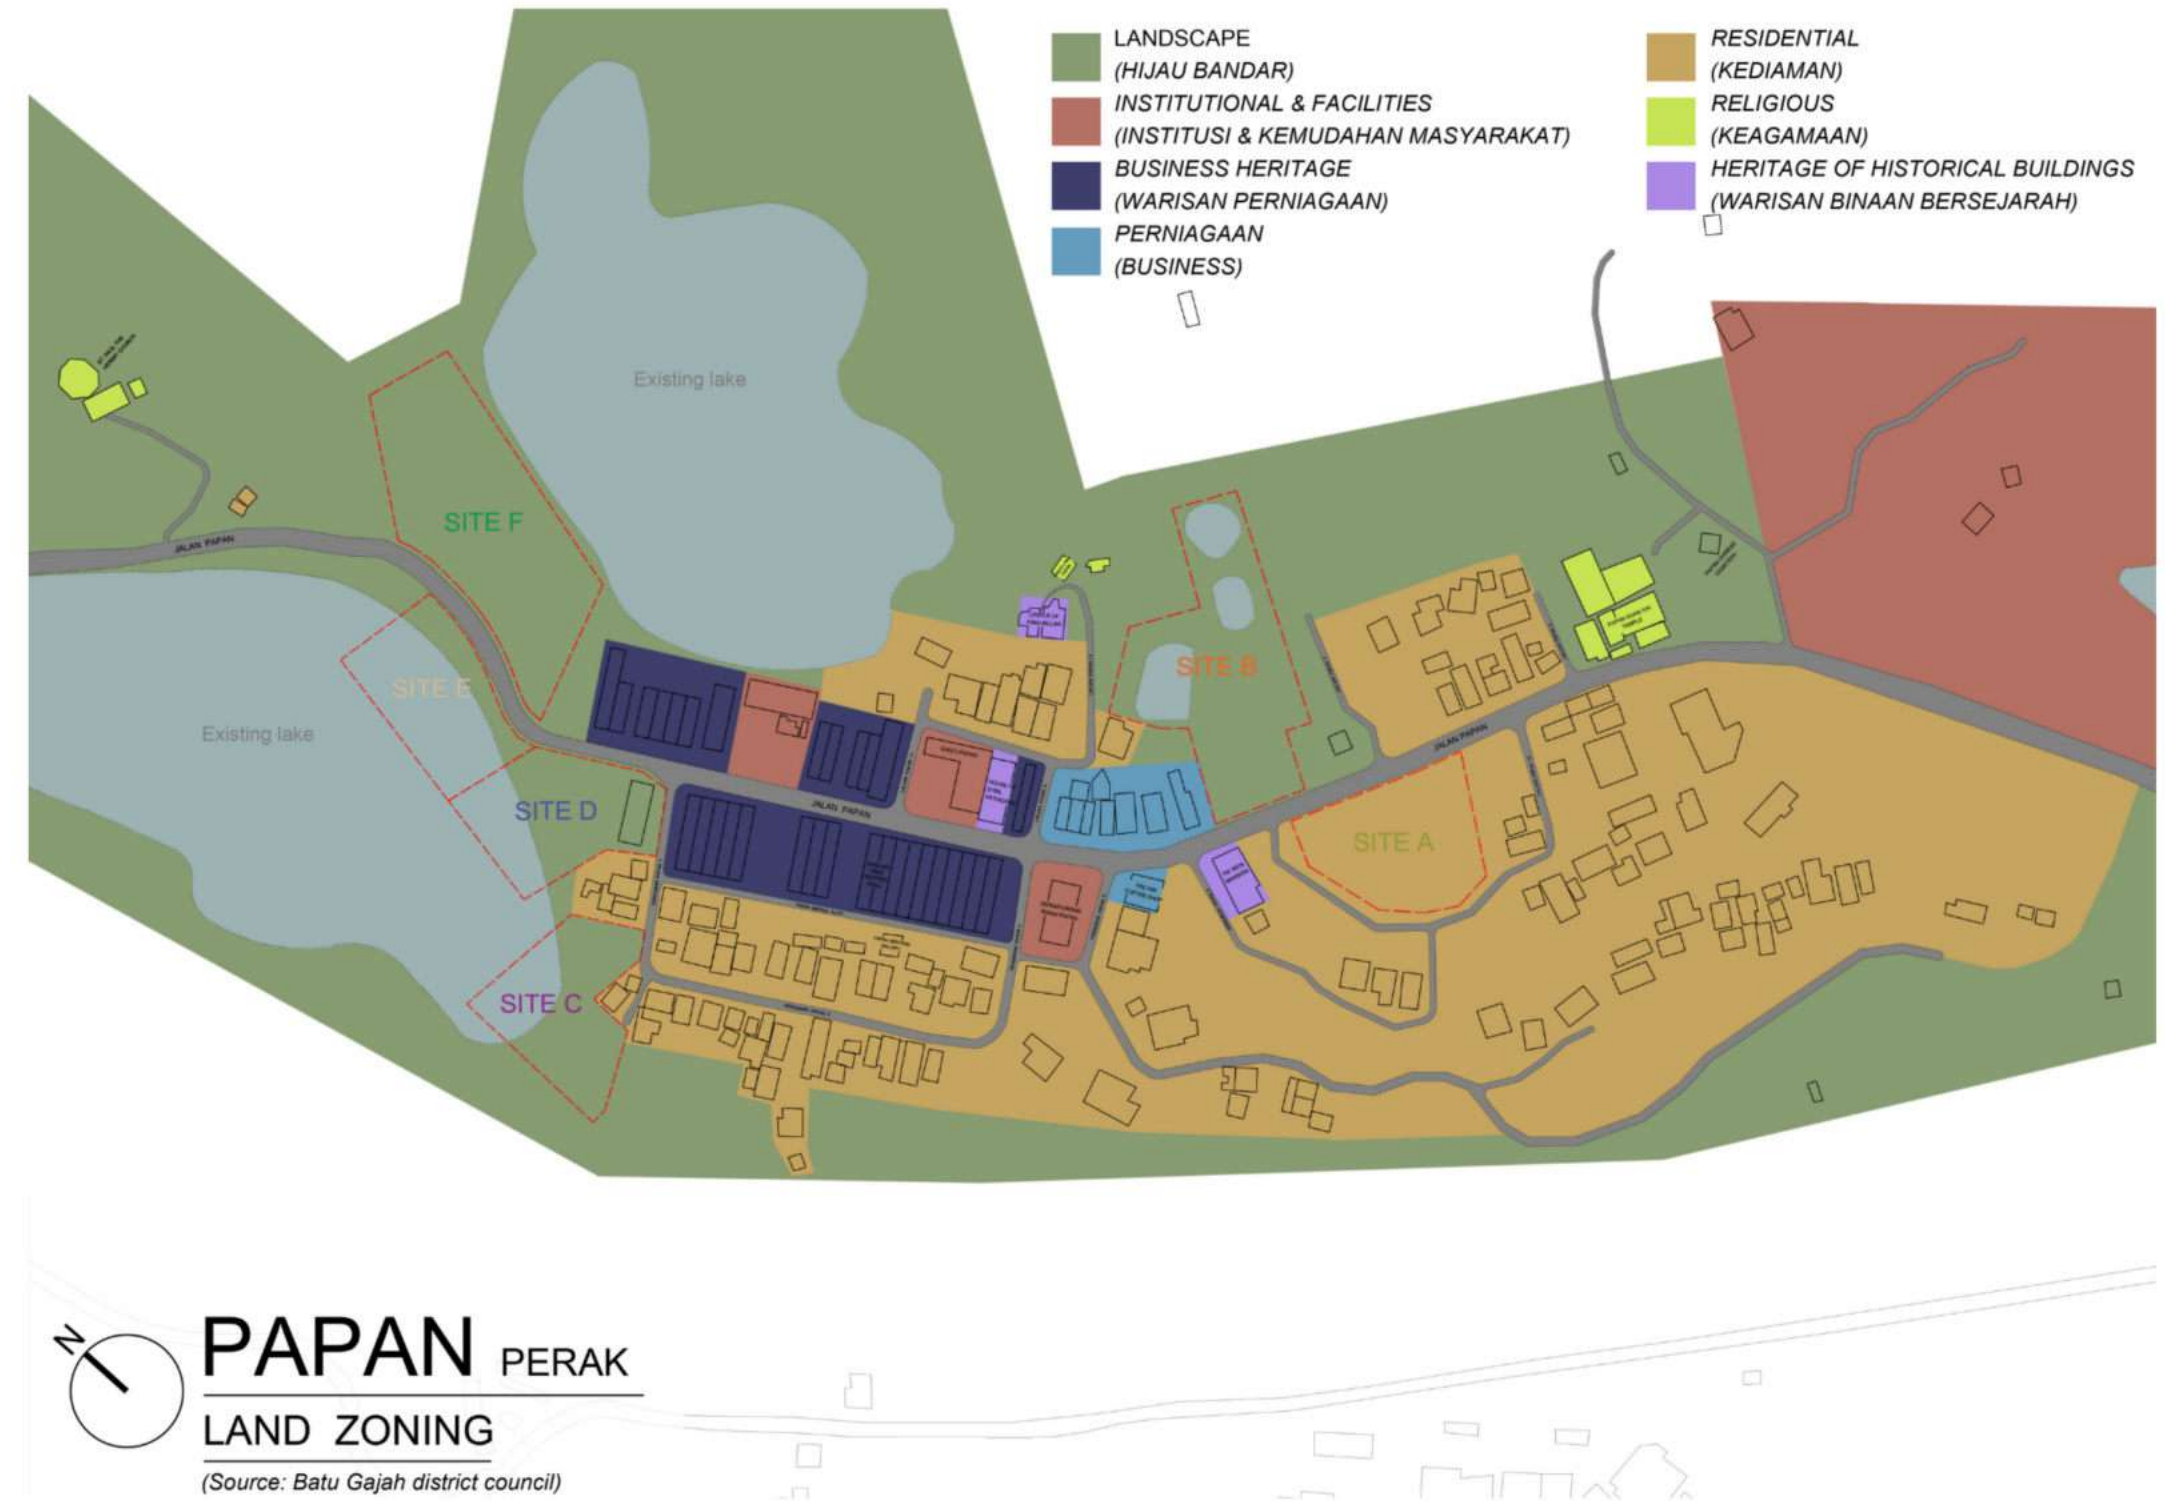 LANDSCAPE
(HIJAU BANDAR)
INSTITUTIONAL & FACILITIES
(INSTITUSI & KEMUDAHAN MASYARAKAT)
BUSINESS HERITAGE
(WARISAN PERNIAGAAN)
PERNIAGAAN
(BUSINESS)
RESIDENTIAL
(KEDIAMAN)
RELIGIOUS
(KEAGAMAAN)
HERITAGE OF HISTORICAL BUILDINGS
(WARISAN BINAAN BERSEJARAH)
Existing lake
SITE F
JALAN PAPAN
SITE E
Existing lake
SITE D
SITE B
JALAN PAPAN
JALAN PAPAN
SITE A
SITE C
N
PAPAN PERAK
LAND ZONING
(Source: Batu Gajah district council)